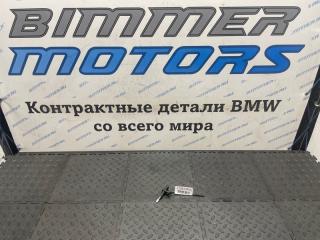 BIMMER
MOTORS
Контрактные детали BMW
со всего мира